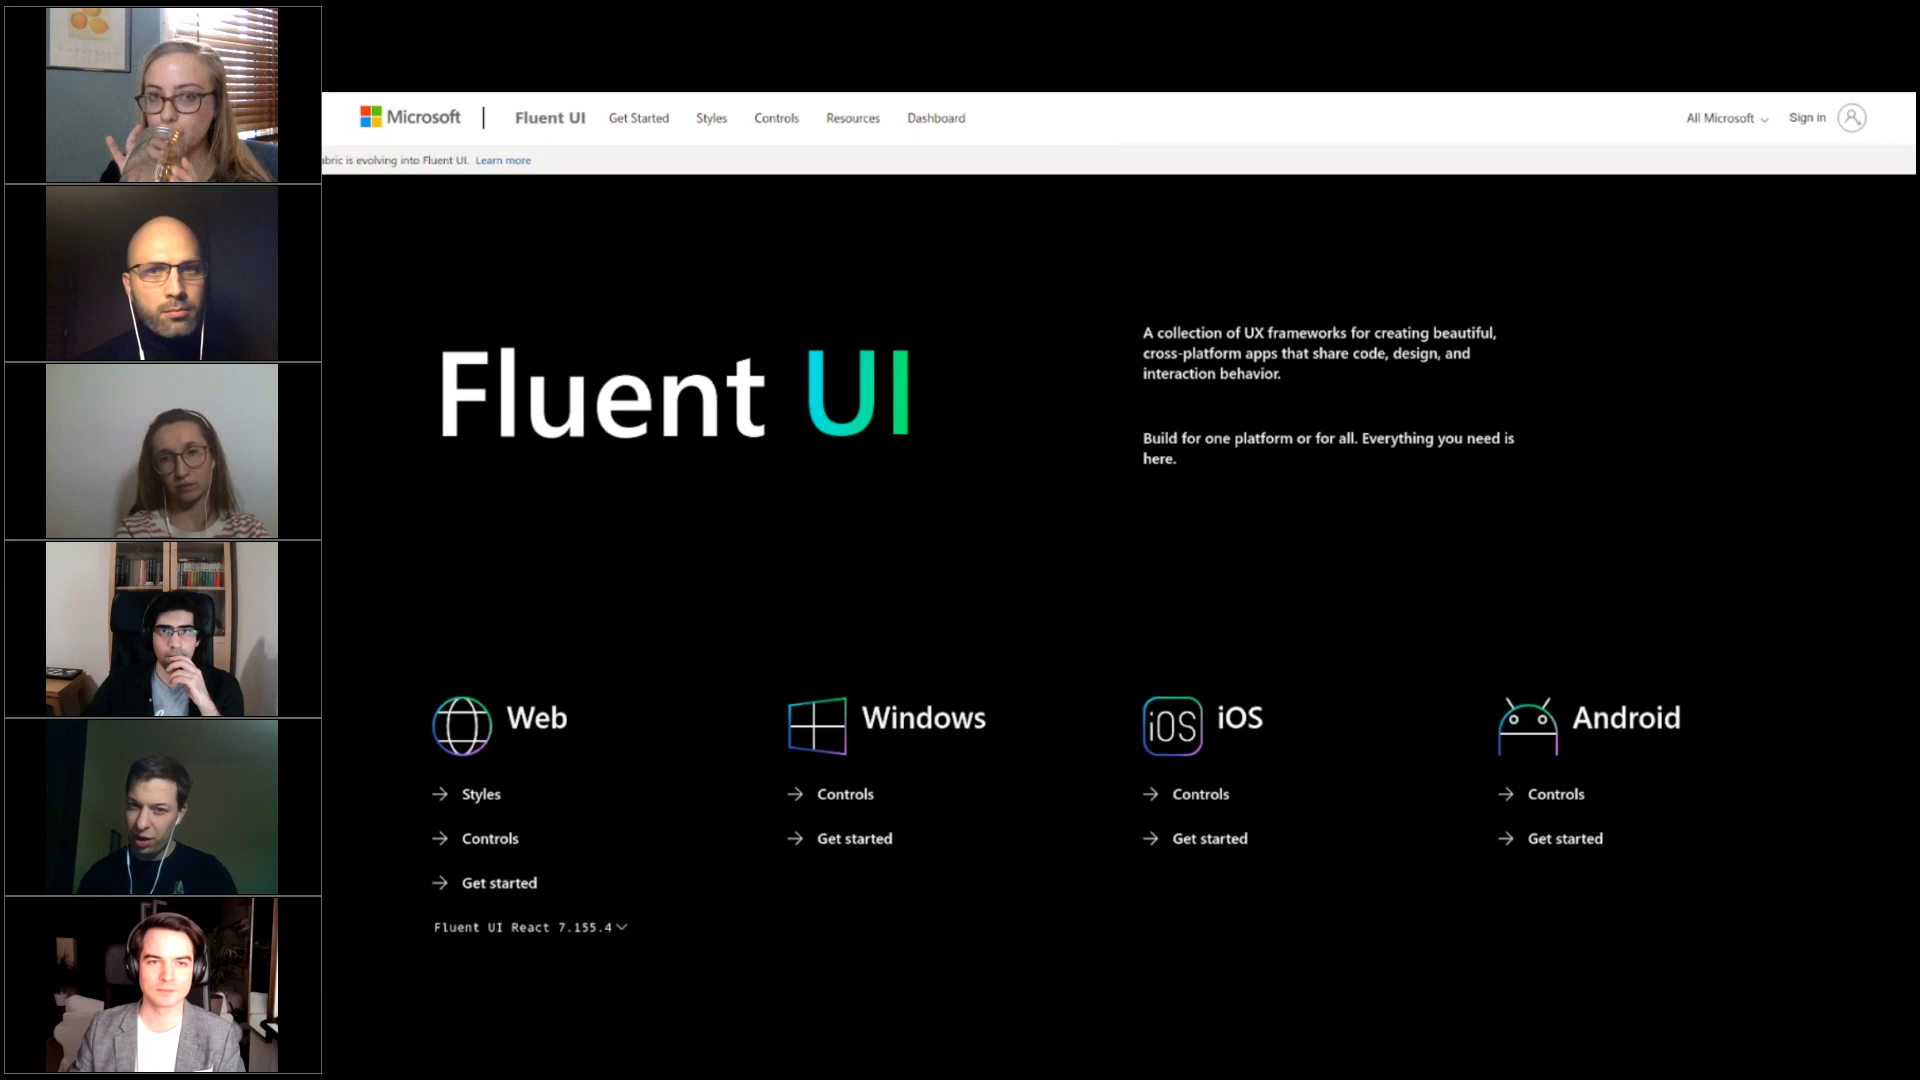 Microsoft
Fluent UI Get Started Styles Controls Resources Dashboard
All Microsoft Sign in
abric is evolving into Fluent UI. Learn more
Fluent UI
A collection of UX frameworks for creating beautiful,
cross-platform apps that share code, design, and
interaction behavior.
Build for one platform or for all. Everything you need is
here.
Web
Styles
Controls
Get started
Fluent UI React 7.155.4
Windows
Controls
Get started
iOS iOS
Controls
Get started
Android
Controls
Get started